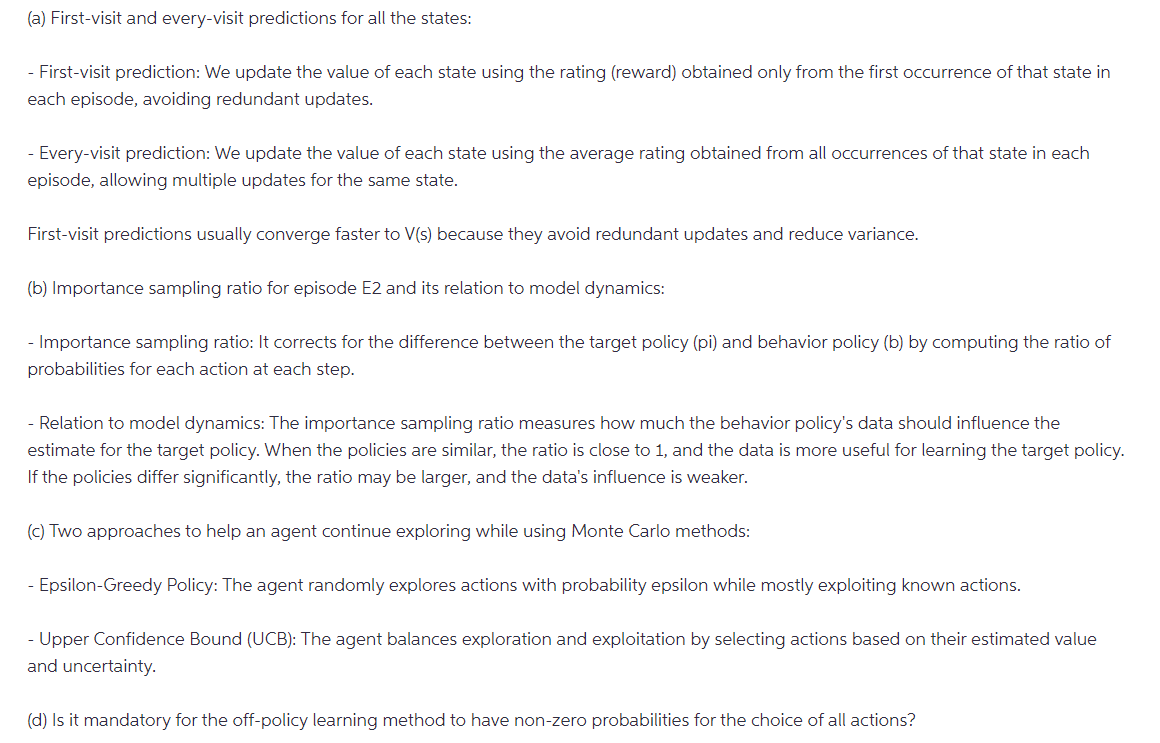 (a) First-visit and every-visit predictions for all the states:
- First-visit prediction: We update the value of each state using the rating (reward) obtained only from the first occurrence of that state in
each episode, avoiding redundant updates.
- Every-visit prediction: We update the value of each state using the average rating obtained from all occurrences of that state in each
episode, allowing multiple updates for the same state.
First-visit predictions usually converge faster to V(s) because they avoid redundant updates and reduce variance.
(b) Importance sampling ratio for episode E2 and its relation to model dynamics:
- Importance sampling ratio: It corrects for the difference between the target policy (pi) and behavior policy (b) by computing the ratio of
probabilities for each action at each step.
- Relation to model dynamics: The importance sampling ratio measures how much the behavior policy's data should influence the
estimate for the target policy. When the policies are similar, the ratio is close to 1, and the data is more useful for learning the target policy.
If the policies differ significantly, the ratio may be larger, and the data's influence is weaker.
(c) Two approaches to help an agent continue exploring while using Monte Carlo methods:
- Epsilon-Greedy Policy: The agent randomly explores actions with probability epsilon while mostly exploiting known actions.
- Upper Confidence Bound (UCB): The agent balances exploration and exploitation by selecting actions based on their estimated value
and uncertainty.
(d) Is it mandatory for the off-policy learning method to have non-zero probabilities for the choice of all actions?